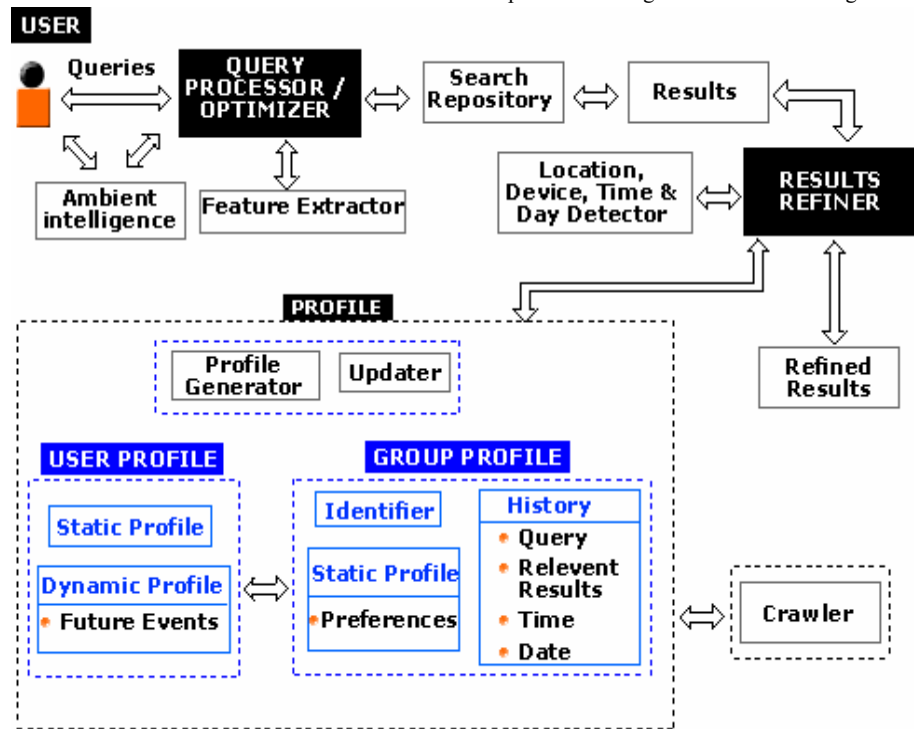 USER
Queries
QUERY
PROCESSOR /
OPTIMIZER
Search
Repository
Results
Ambient
intelligence
Feature Extractor
Location,
Device, Time &
Day Detector
RESULTS
REFINER
PROFILE
Profile
Generator
Updater
Refined
Results
USER PROFILE
Static Profile
Dynamic Profile
Future Events
GROUP PROFILE
Identifier
Static Profile
Preferences
History
Query
Relevent
Results
Time
Date
Crawler